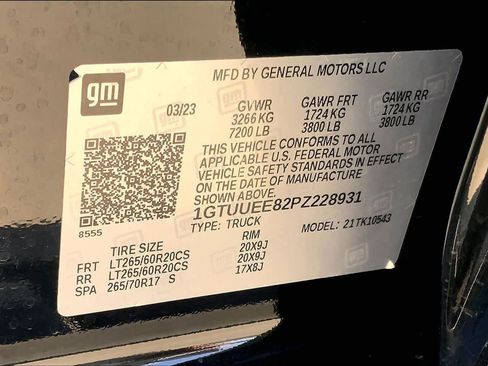 gm
MFD BY GENERAL MOTORS LLC
03/23 GVWR GAWR FRT GAWR RR
3266 KG 1724 KG 1724 KG
7200 LB 3800 LB 3800 LB
THIS VEHICLE CONFORMS TO ALL
APPLICABLE U.S. FEDERAL MOTOR
VEHICLE SAFETY STANDARDS IN EFFECT
ON THE DATE OF MANUFACTURE
SHOWN ABOVE.
1GTUUEE82PZ228931
8555
TYPE: TRUCK MODEL: 21TK10543
TIRE SIZE RIM
FRT LT265/60R20CS 20X9J
RR LT265/60R20CS 20X9J
SPA 265/70R17 S 17X8J